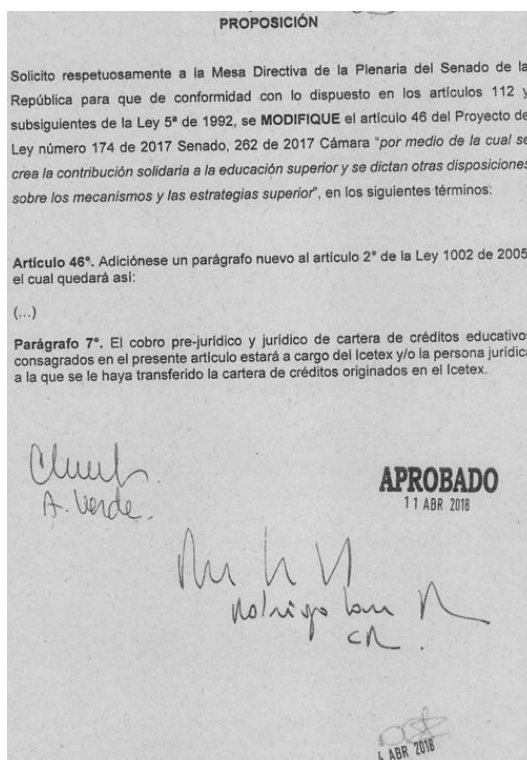 PROPOSICIÓN
Solicito respetuosamente a la Mesa Directiva de la Plenaria del Senado de la
República para que de conformidad con lo dispuesto en los artículos 112 y
subsiguientes de la Ley 5ª de 1992, se MODIFIQUE el articulo 46 del Proyecto de
Ley número 174 de 2017 Senado, 262 de 2017 Cámara "por medio de la cual se
crea la contribución solidaria a la educación superior y se dictan otras disposiciones
sobre los mecanismos y las estrategias superior", en los siguientes términos:
Articulo 46°. Adiciónese un parágrafo nuevo al articulo 2° de la Ley 1002 de 2005
el cual quedará así:
(...)
Parágrafo 7°. El cobro pre-jurídico y jurídico de cartera de créditos educativos
consagrados en el presente artículo estará a cargo del Icetex y/o la persona jurídica
a la que se le haya transferido la cartera de créditos originados en el Icetex.
A. Verde.
APROBADO
11 ABR 2018
Rodrigo
CR.
ABR 2018